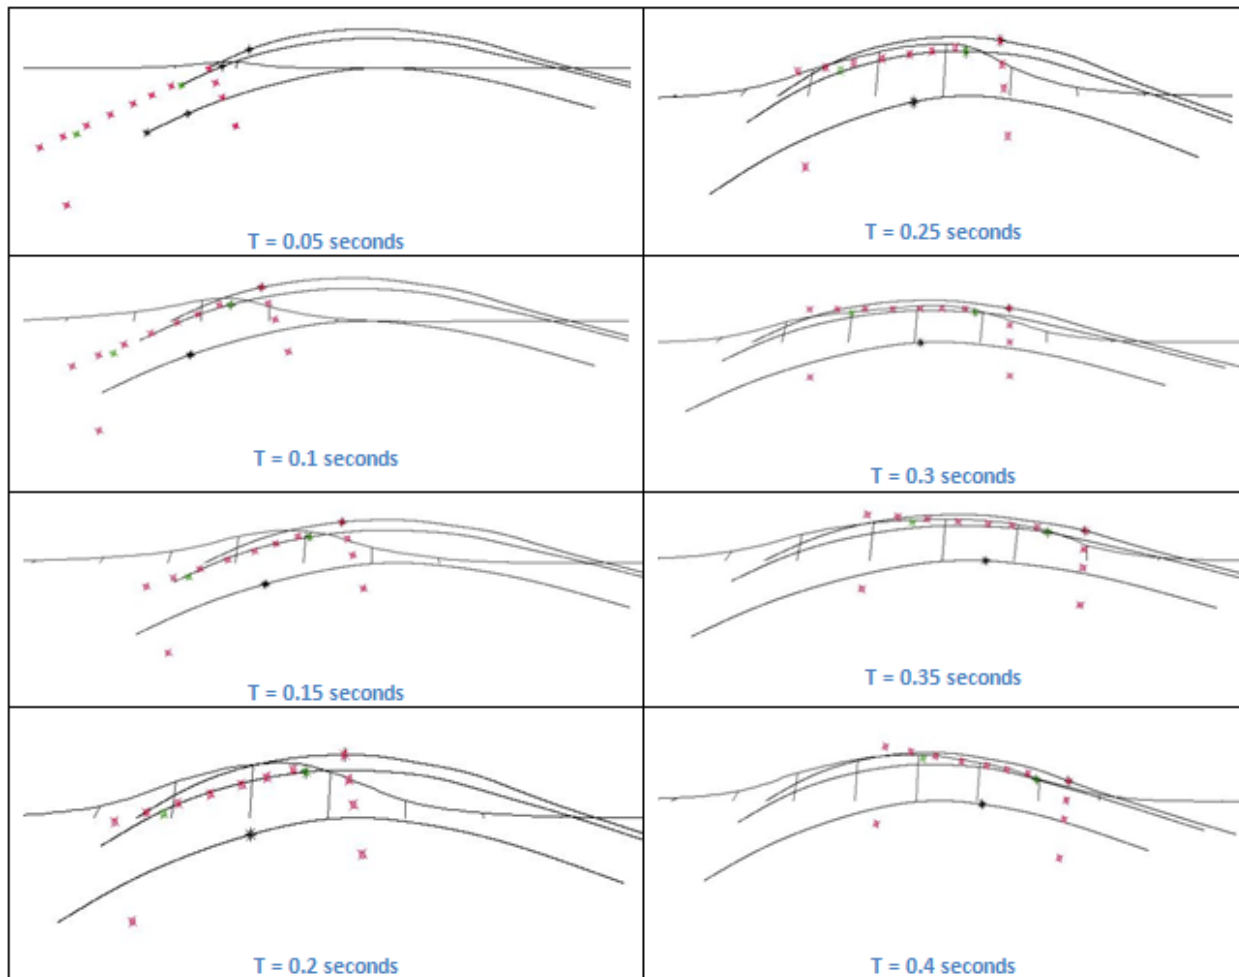 T = 0.05 seconds
T = 0.25 seconds
T = 0.1 seconds
T = 0.3 seconds
T = 0.15 seconds
T = 0.35 seconds
T = 0.2 seconds
T = 0.4 seconds